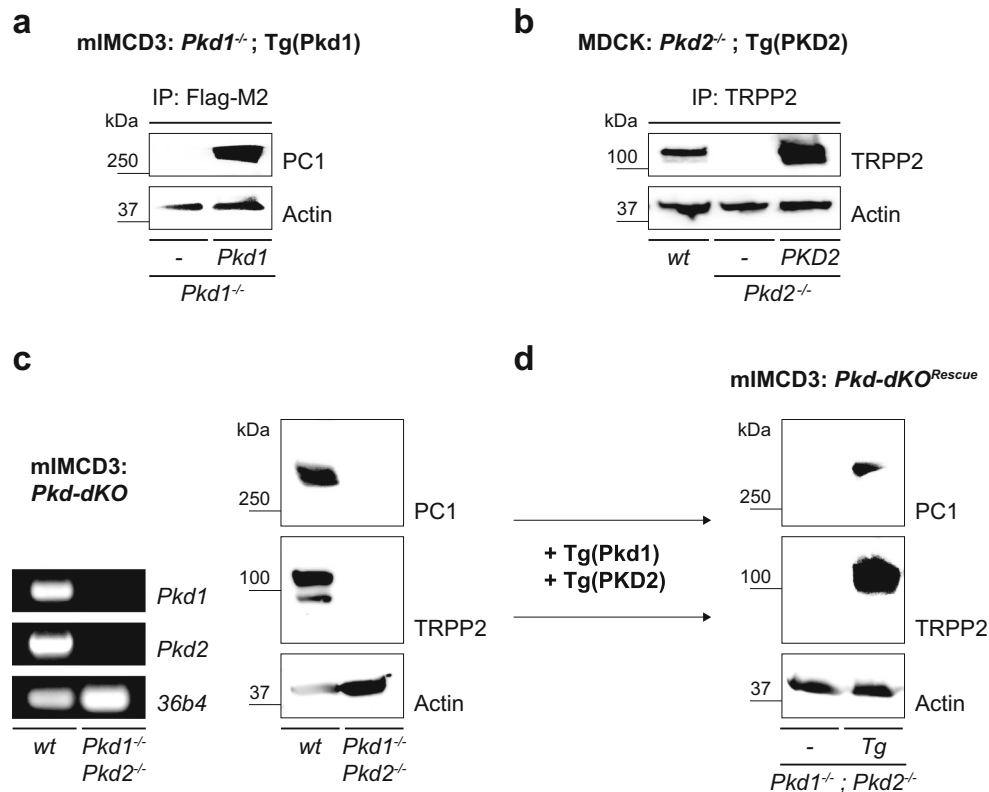 a
mIMCD3: Pkd1-/- ; Tg(Pkd1)
IP: Flag-M2
kDa
250
PC1
37
Actin
- Pkd1
Pkd1-/-
b
MDCK: Pkd2-/- ; Tg(PKD2)
IP: TRPP2
kDa
100
TRPP2
37
Actin
wt - PKD2
Pkd2-/-
c
mIMCD3:
Pkd-dKO
Pkd1
Pkd2
36b4
wt Pkd1-/-
Pkd2-/-
kDa
250
PC1
100
TRPP2
37
Actin
wt Pkd1-/-
Pkd2-/-
+ Tg(Pkd1)
+ Tg(PKD2)
d
mIMCD3: Pkd-dKORescue
kDa
250
PC1
100
TRPP2
37
Actin
- Tg
Pkd1-/- ; Pkd2-/-